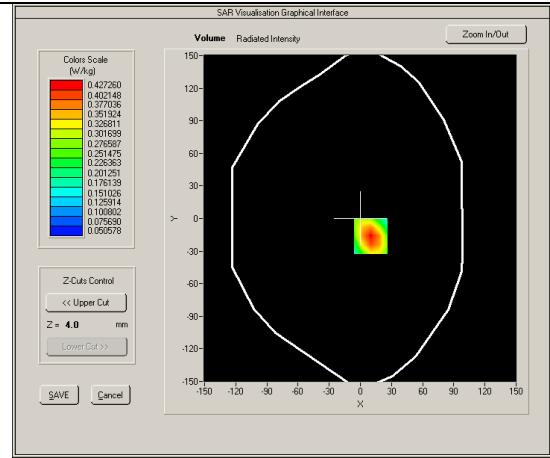 SAR Visualisation Graphical Interface
Volume Radiated Intensity
Zoom In/Out
Colors Scale
(W/kg)
0.427260
0.402148
0.377036
0.351924
0.326811
0.301699
0.276587
0.251475
0.226363
0.201251
0.176139
0.151026
0.125914
0.100802
0.075690
0.050578
Z-Cuts Control
<< Upper Cut
Z = 4.0 mm
Lower Cut >>
SAVE Cancel
150
120
90
60
30
Y 0
-30
-60
-90
-120
-150
-150 -120 -90 -60 -30 0 30 60 90 120 150
X